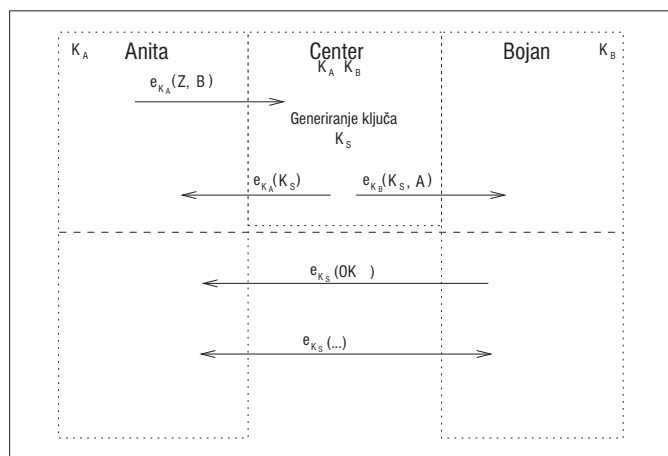 K_A Anita Center Bojan K_B
K_A K_B
e_{K_A}(Z, B)
Generiranje ključa
K_S
e_{K_A}(K_S) e_{K_B}(K_S, A)
e_{K_S}(OK )
e_{K_S}(...)